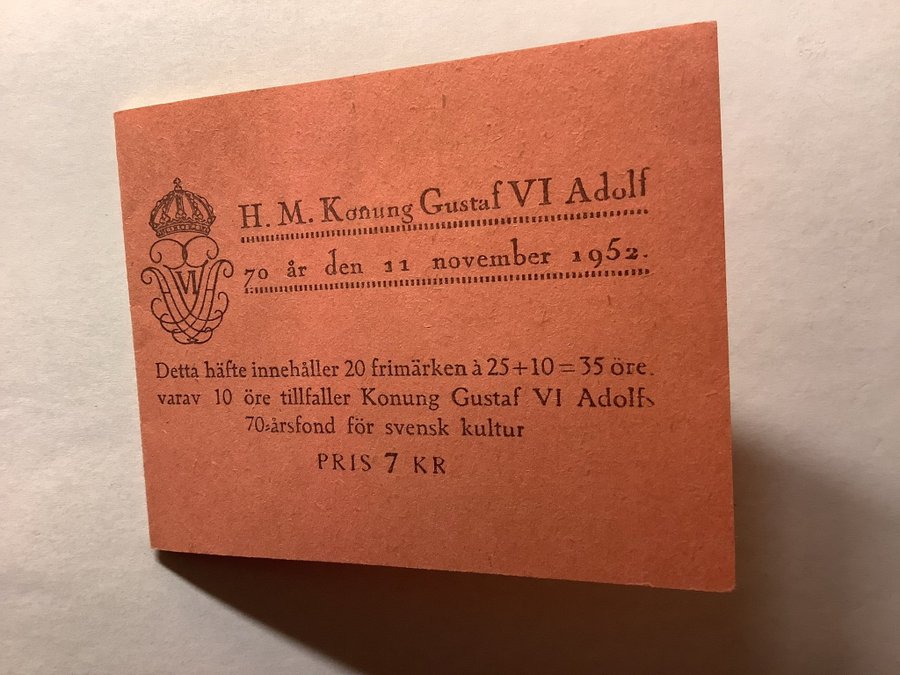 VI
H. M. Konung Gustaf VI Adolf
70 år den 11 november 1952.
Detta häfte innehåller 20 frimärken à 25+10=35 öre.
varav 10 öre tillfaller Konung Gustaf VI Adolfs
70-årsfond för svensk kultur
PRIS 7 KR